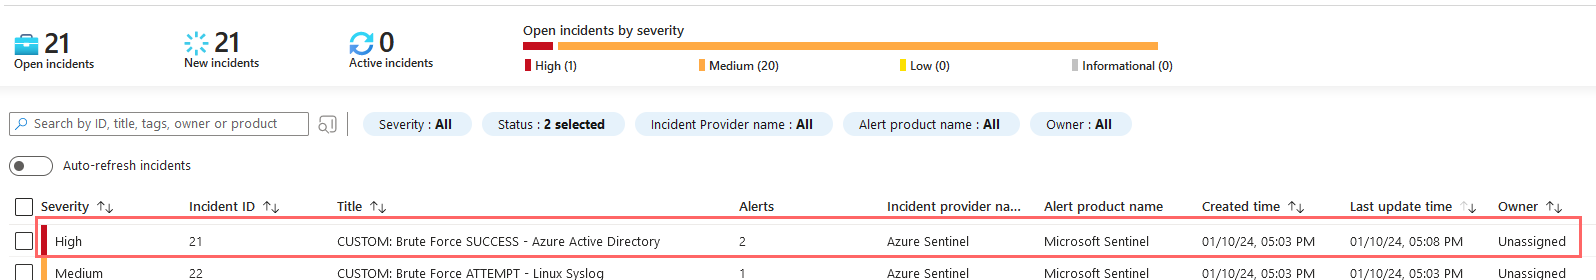 21
Open incidents
21
New incidents
0
Active incidents
Open incidents by severity
High (1)
Medium (20)
Low (0)
Informational (0)
Search by ID, title, tags, owner or product
Severity : All
Status : 2 selected
Incident Provider name : All
Alert product name : All
Owner : All
Auto-refresh incidents
Severity ↑↓ Incident ID ↑↓ Title ↑↓ Alerts Incident provider na... Alert product name Created time ↑↓ Last update time ↑↓ Owner ↑↓
High 21 CUSTOM: Brute Force SUCCESS - Azure Active Directory 2 Azure Sentinel Microsoft Sentinel 01/10/24, 05:03 PM 01/10/24, 05:08 PM Unassigned
Medium 22 CUSTOM: Brute Force ATTEMPT - Linux Syslog 1 Azure Sentinel Microsoft Sentinel 01/10/24, 05:03 PM 01/10/24, 05:03 PM Unassigned